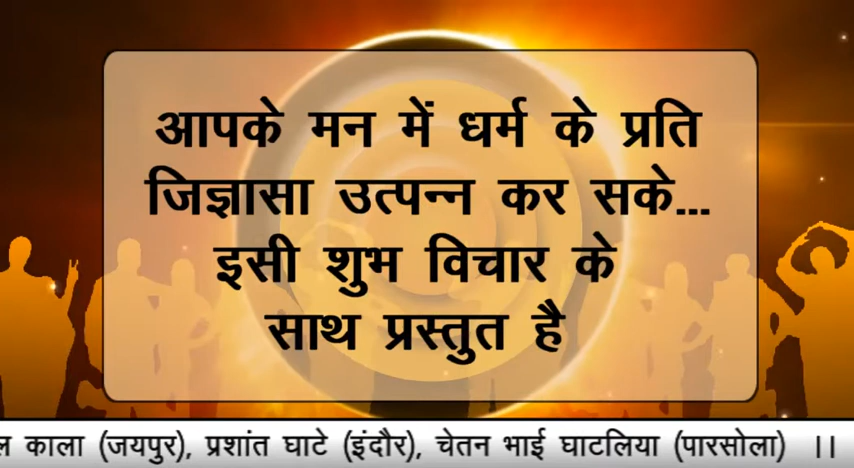 आपके मन में धर्म के प्रति
जिज्ञासा उत्पन्न कर सके...
इसी शुभ विचार के
साथ प्रस्तुत है
काला (जयपुर), प्रशांत घाटे (इंदौर), चेतन भाई घाटलिया (पारसोला) ।।